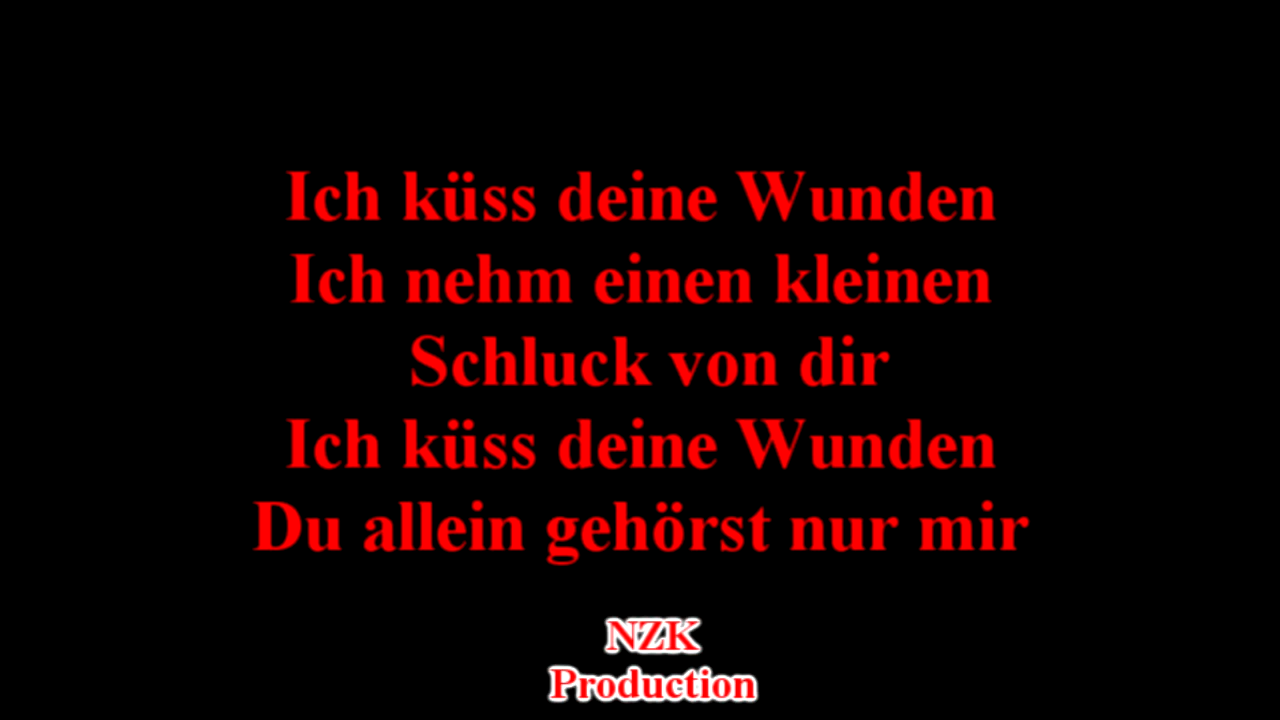 Ich küss deine Wunden
Ich nehm einen kleinen
Schluck von dir
Ich küss deine Wunden
Du allein gehörst nur mir
NZK
Production